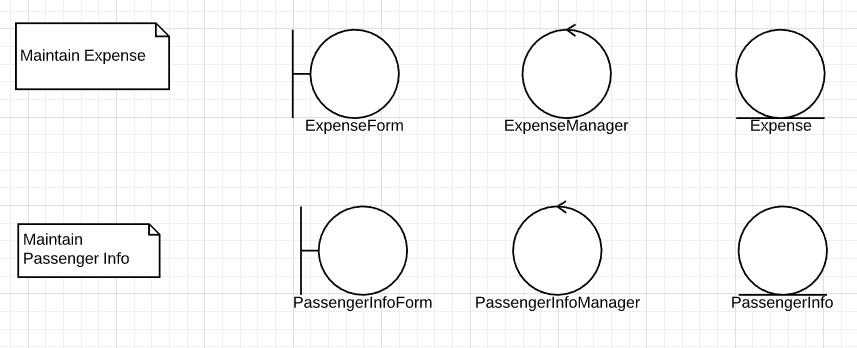 Maintain Expense
ExpenseForm
ExpenseManager
Expense
Maintain
Passenger Info
PassengerInfoForm
PassengerInfoManager
PassengerInfo